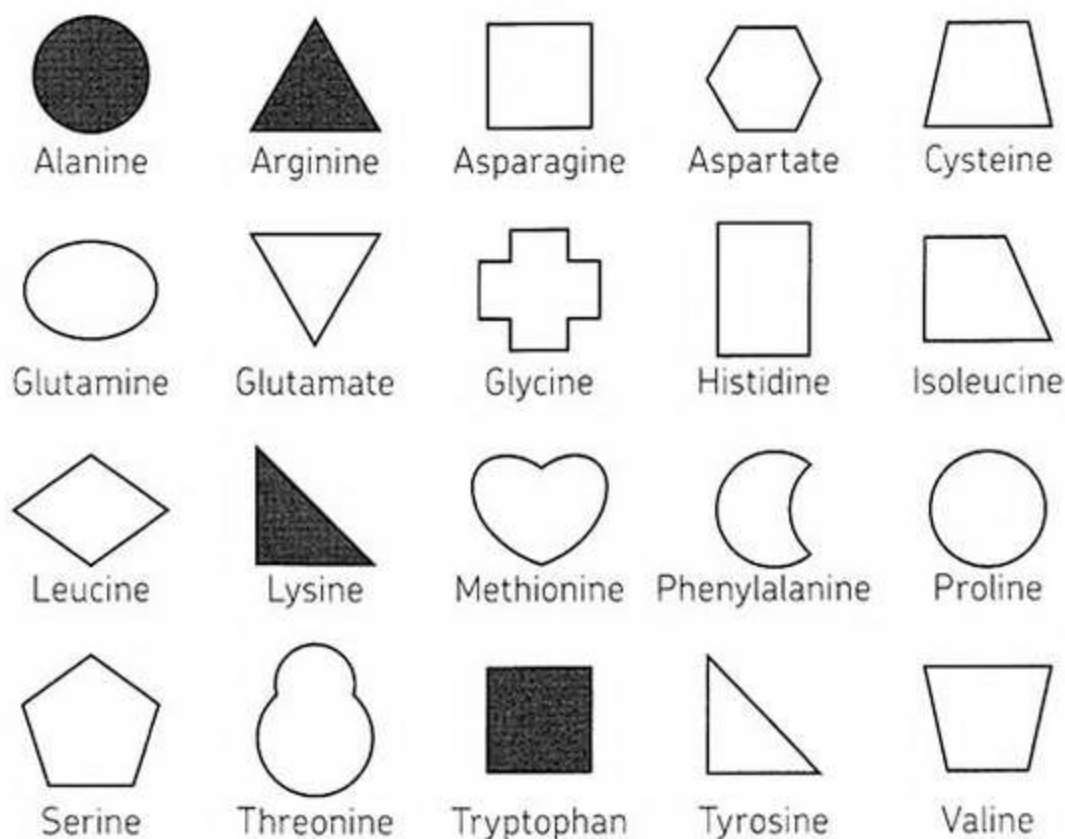 Alanine Arginine Asparagine Aspartate Cysteine
Glutamine Glutamate Glycine Histidine Isoleucine
Leucine Lysine Methionine Phenylalanine Proline
Serine Threonine Tryptophan Tyrosine Valine